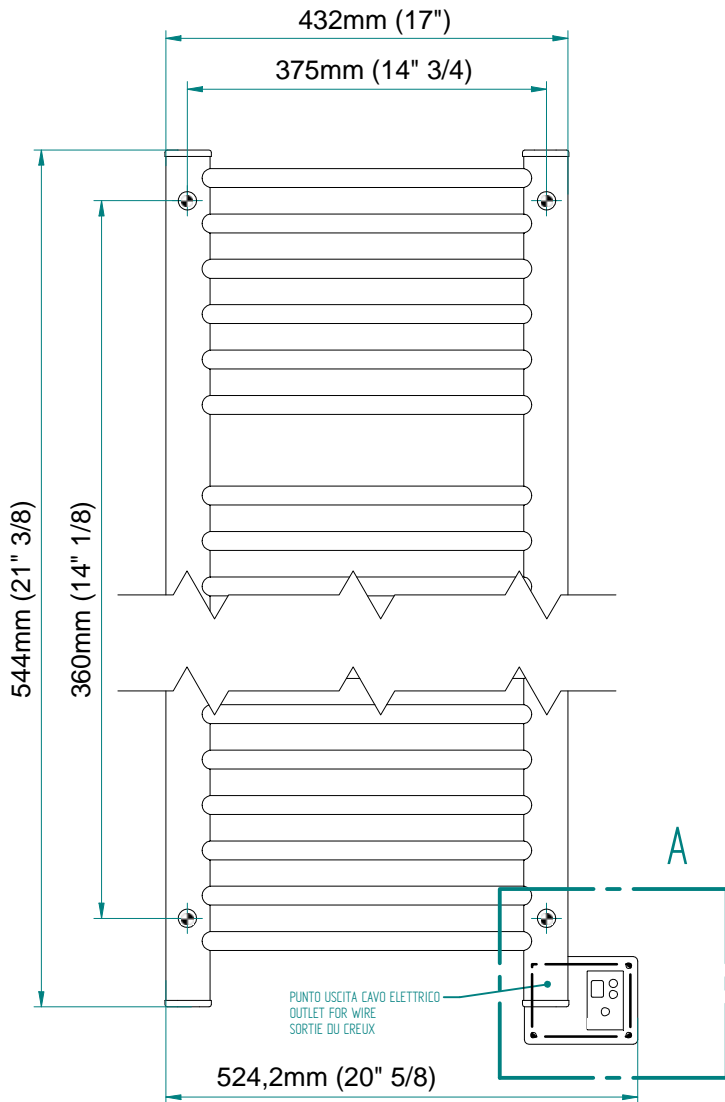 432mm (17")
375mm (14" 3/4)
544mm (21" 3/8)
360mm (14" 1/8)
A
PUNTO USCITA CAVO ELETTRICO
OUTLET FOR WIRE
SORTIE DU CREUX
524,2mm (20" 5/8)